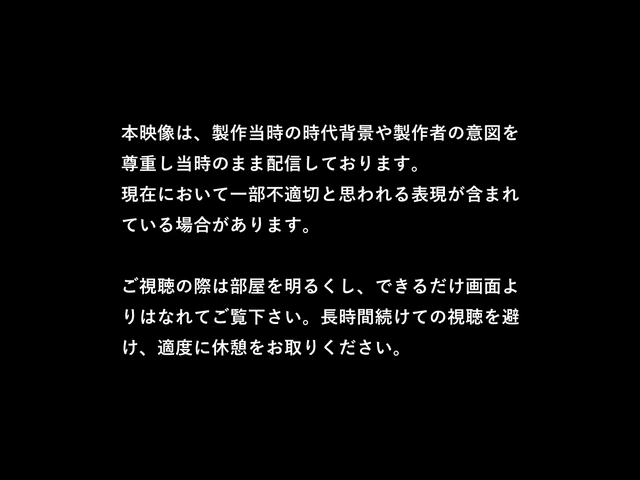 本映像は、製作当時の時代背景や製作者の意図を
尊重し当時のまま配信しております。
現在において一部不適切と思われる表現が含まれ
ている場合があります。
ご視聴の際は部屋を明るくし、できるだけ画面よ
りはなれてご覧下さい。長時間続けての視聴を避
け、適度に休憩をお取りください。